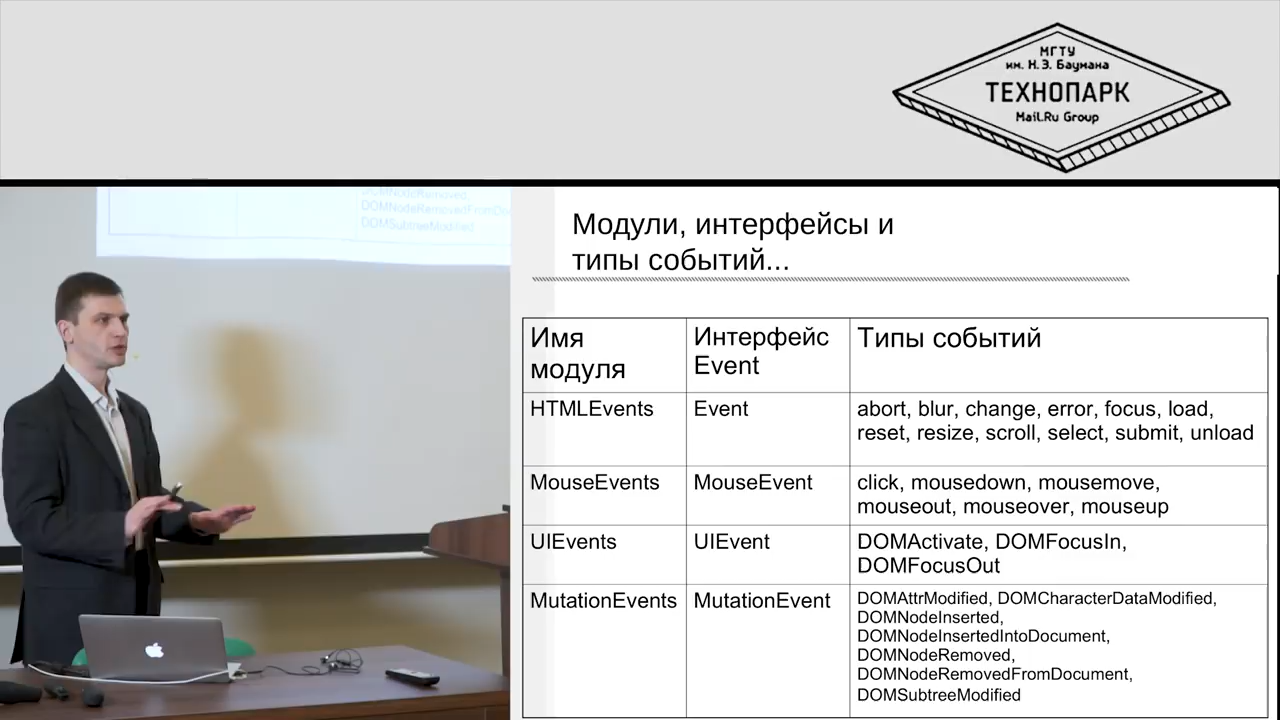 МГТУ
им. Н.Э. Баумана
ТЕХНОПАРК
Mail.Ru Group
DOMNodeRemoved,
DOMNodeRemovedFromDoc
DOMSubtreeModified
Модули, интерфейсы и
типы событий...
Имя
модуля
Интерфейс
Event
Типы событий
HTMLEvents
Event
abort, blur, change, error, focus, load,
reset, resize, scroll, select, submit, unload
MouseEvents
MouseEvent
click, mousedown, mousemove,
mouseout, mouseover, mouseup
UIEvents
UIEvent
DOMActivate, DOMFocusIn,
DOMFocusOut
MutationEvents
MutationEvent
DOMAttrModified, DOMCharacterDataModified,
DOMNodeInserted,
DOMNodeInsertedIntoDocument,
DOMNodeRemoved,
DOMNodeRemovedFromDocument,
DOMSubtreeModified